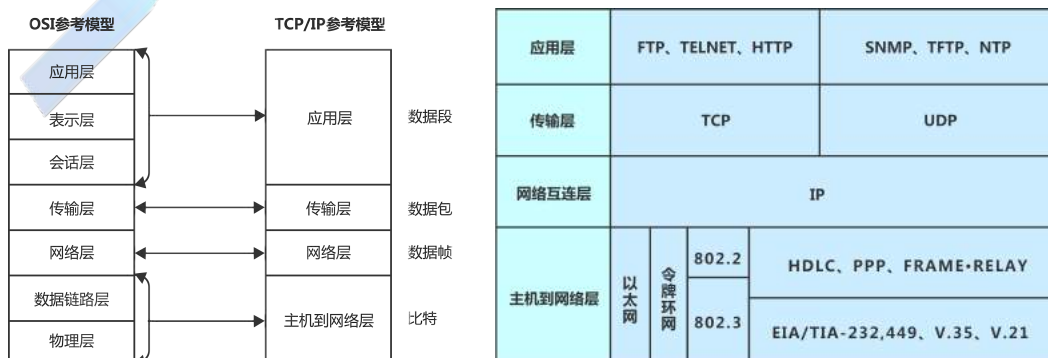 OSI参考模型
TCP/IP参考模型
应用层
表示层
会话层
传输层
网络层
数据链路层
物理层
应用层
传输层
网络层
主机到网络层
数据段
数据包
数据帧
比特
应用层
FTP、TELNET、HTTP
SNMP、TFTP、NTP
传输层
TCP
UDP
网络互连层
IP
主机到网络层
以太网
令牌环网
802.2
802.3
HDLC、PPP、FRAME·RELAY
EIA/TIA-232,449、V.35、V.21